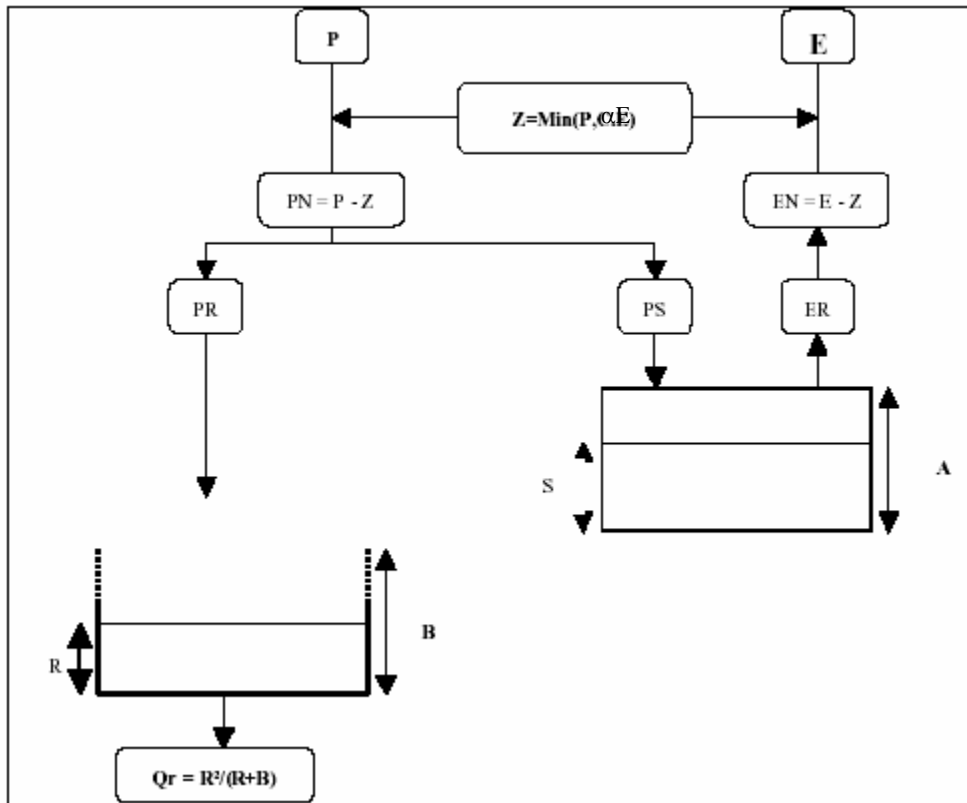 P
E
Z=Min(P,αE)
PN = P - Z
EN = E - Z
PR
PS
ER
S
A
R
B
Qr = R²/(R+B)